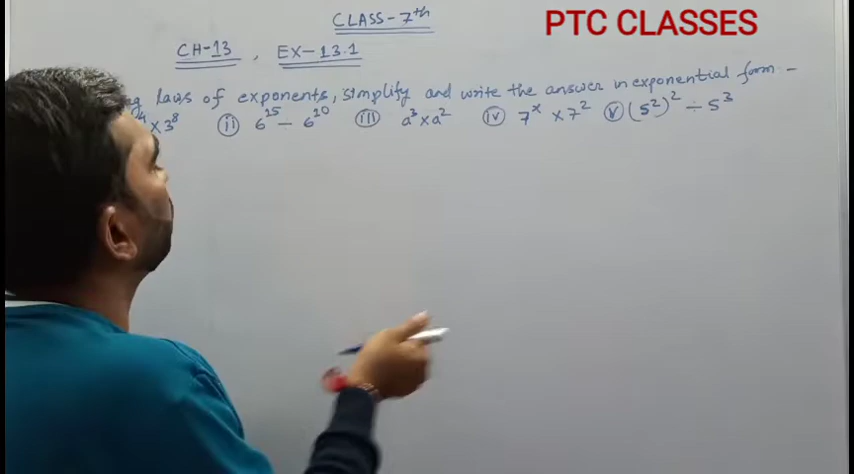 CLASS-7th
PTC CLASSES
CH-13, EX-13.1
laws of exponents, simplify and write the answer in exponential form -
⁴×3⁸ (ii) 6¹⁵ - 6¹⁰ (iii) a³×a² (iv) 7ˣ × 7² (v) (5²)² ÷ 5³